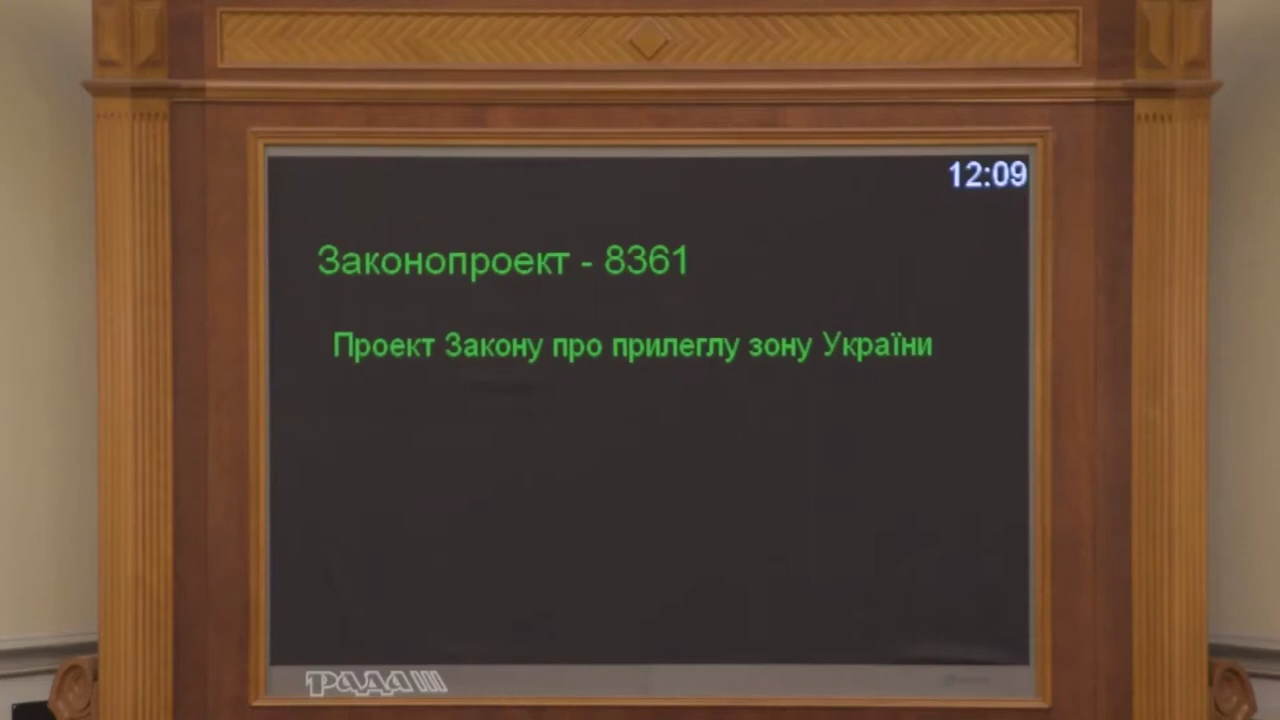 12:09
Законопроект - 8361
Проект Закону про прилеглу зону України
РАДА